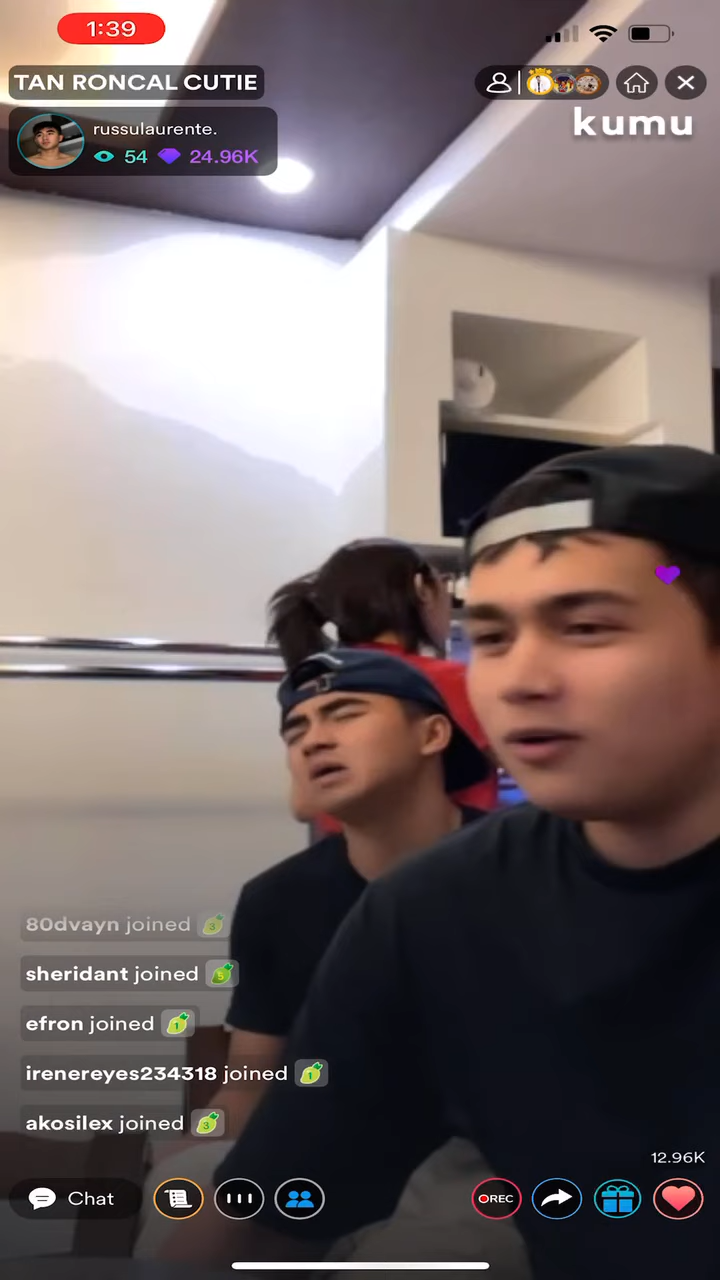 1:39
TAN RONCAL CUTIE
russulaurente.
54 24.96K
kumu
80dvayn joined 3
sheridant joined 5
efron joined 1
irenereyes234318 joined 1
akosilex joined 3
12.96K
Chat
REC